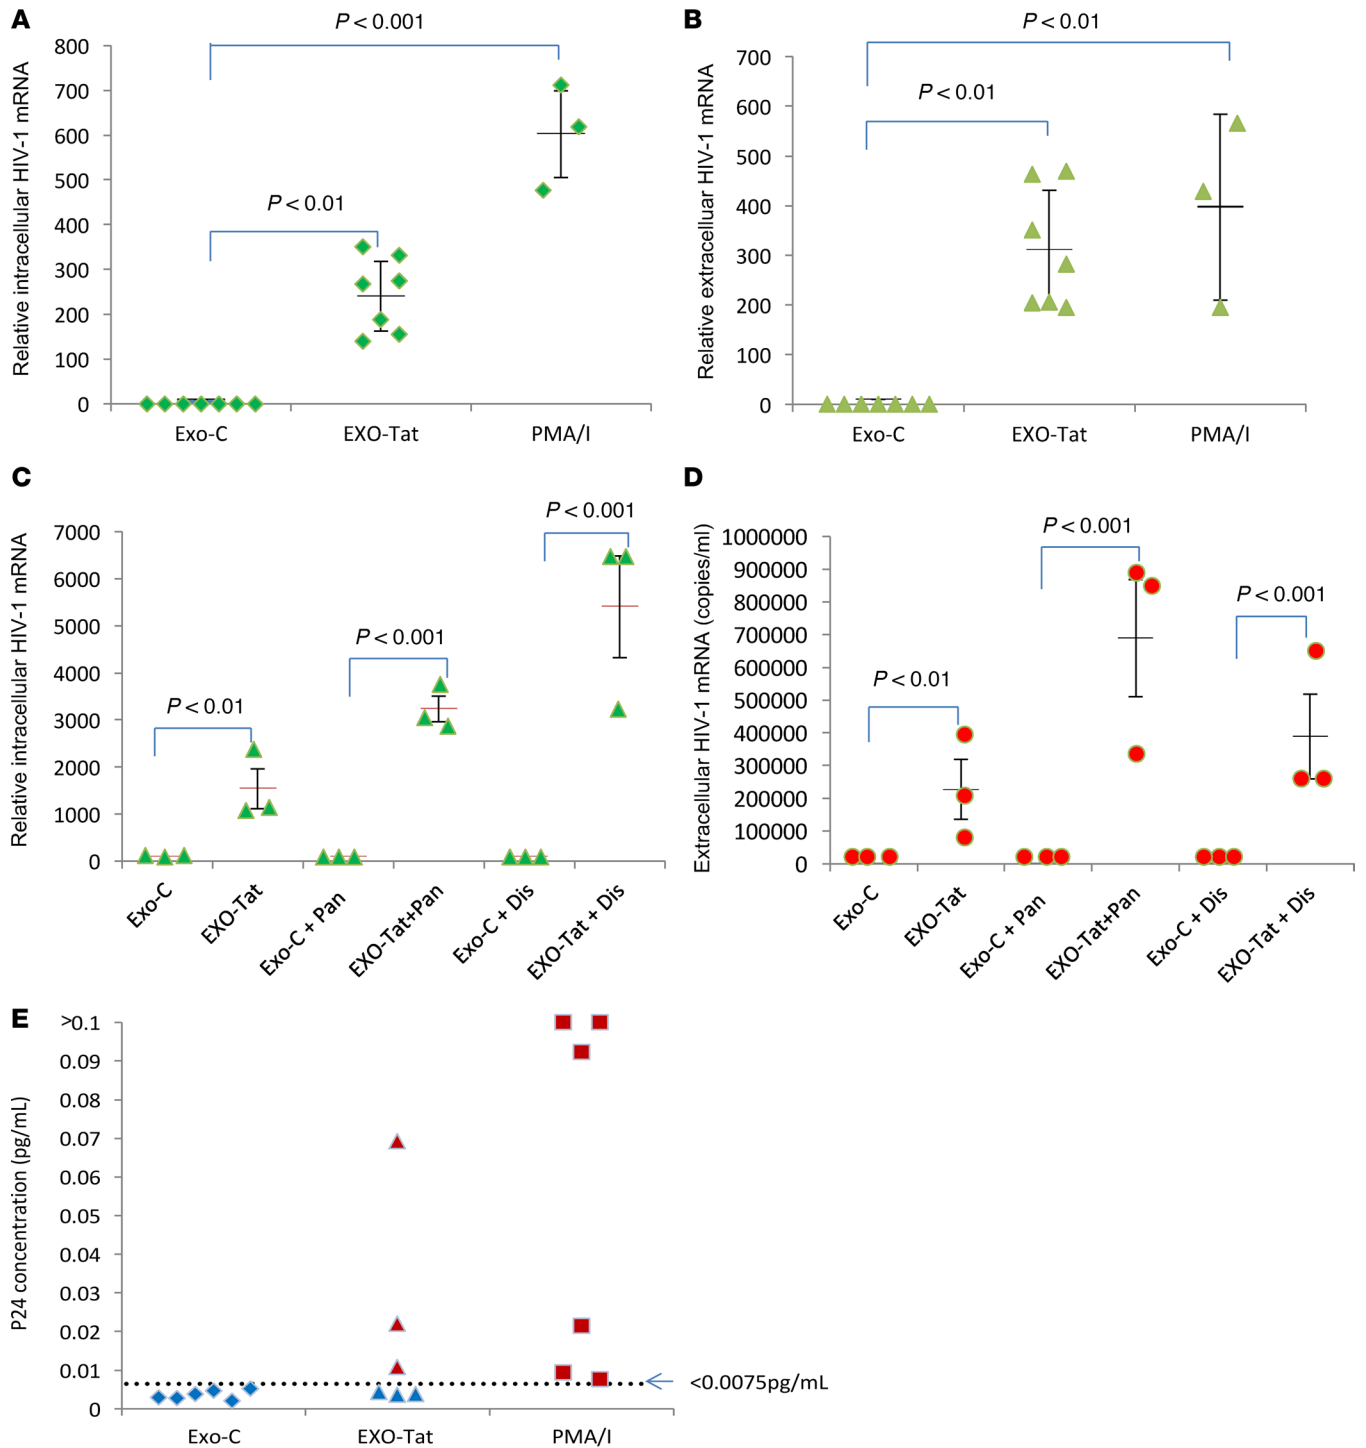 A
P < 0.001
Relative intracellular HIV-1 mRNA
800
700
600
500
400
300
200
100
0
P < 0.01
Exo-C
EXO-Tat
PMA/I
B
P < 0.01
Relative extracelluar HIV-1 mRNA
700
600
500
400
300
200
100
0
P < 0.01
Exo-C
EXO-Tat
PMA/I
C
Relative intracellular HIV-1 mRNA
7000
6000
5000
4000
3000
2000
1000
0
P < 0.01
P < 0.001
P < 0.001
Exo-C
EXO-Tat
Exo-C + Pan
EXO-Tat+Pan
Exo-C + Dis
EXO-Tat + Dis
D
Extracellular HIV-1 mRNA (copies/ml)
1000000
900000
800000
700000
600000
500000
400000
300000
200000
100000
0
P < 0.01
P < 0.001
P < 0.001
Exo-C
EXO-Tat
Exo-C + Pan
EXO-Tat+Pan
Exo-C + Dis
EXO-Tat + Dis
E
P24 concentration (pg/mL)
>0.1
0.09
0.08
0.07
0.06
0.05
0.04
0.03
0.02
0.01
0
<0.0075pg/mL
Exo-C
EXO-Tat
PMA/I